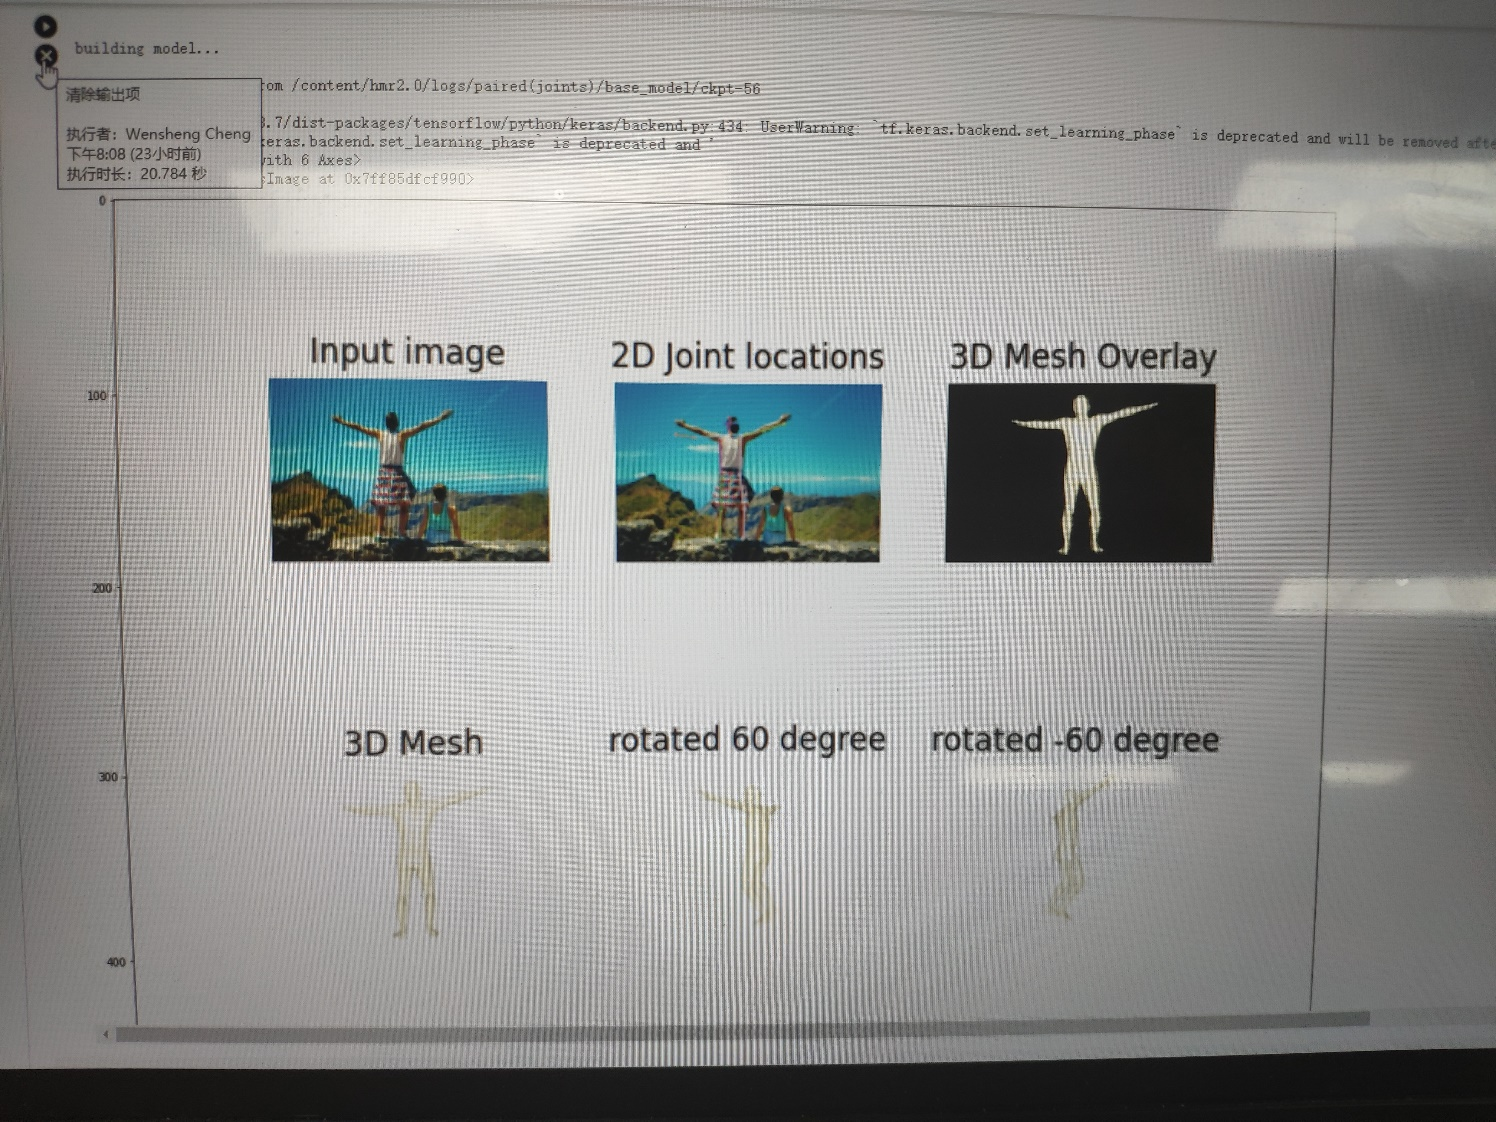 building model...
清除输出项
om /content/hmr2.0/logs/paired(joints)/base_model/ckpt-56
执行者：Wensheng Cheng
.7/dist-packages/tensorflow/python/keras/backend.py:434: UserWarning: `tf.keras.backend.set_learning_phase` is deprecated and will be removed afte
下午8:08 (23小时前)
eras.backend.set_learning_phase` is deprecated and '
with 6 Axes>
执行时长：20.784 秒
Image at 0x7ff85dfcf990>
0
Input image
2D Joint locations
3D Mesh Overlay
100
200
3D Mesh
rotated 60 degree
rotated -60 degree
300
400